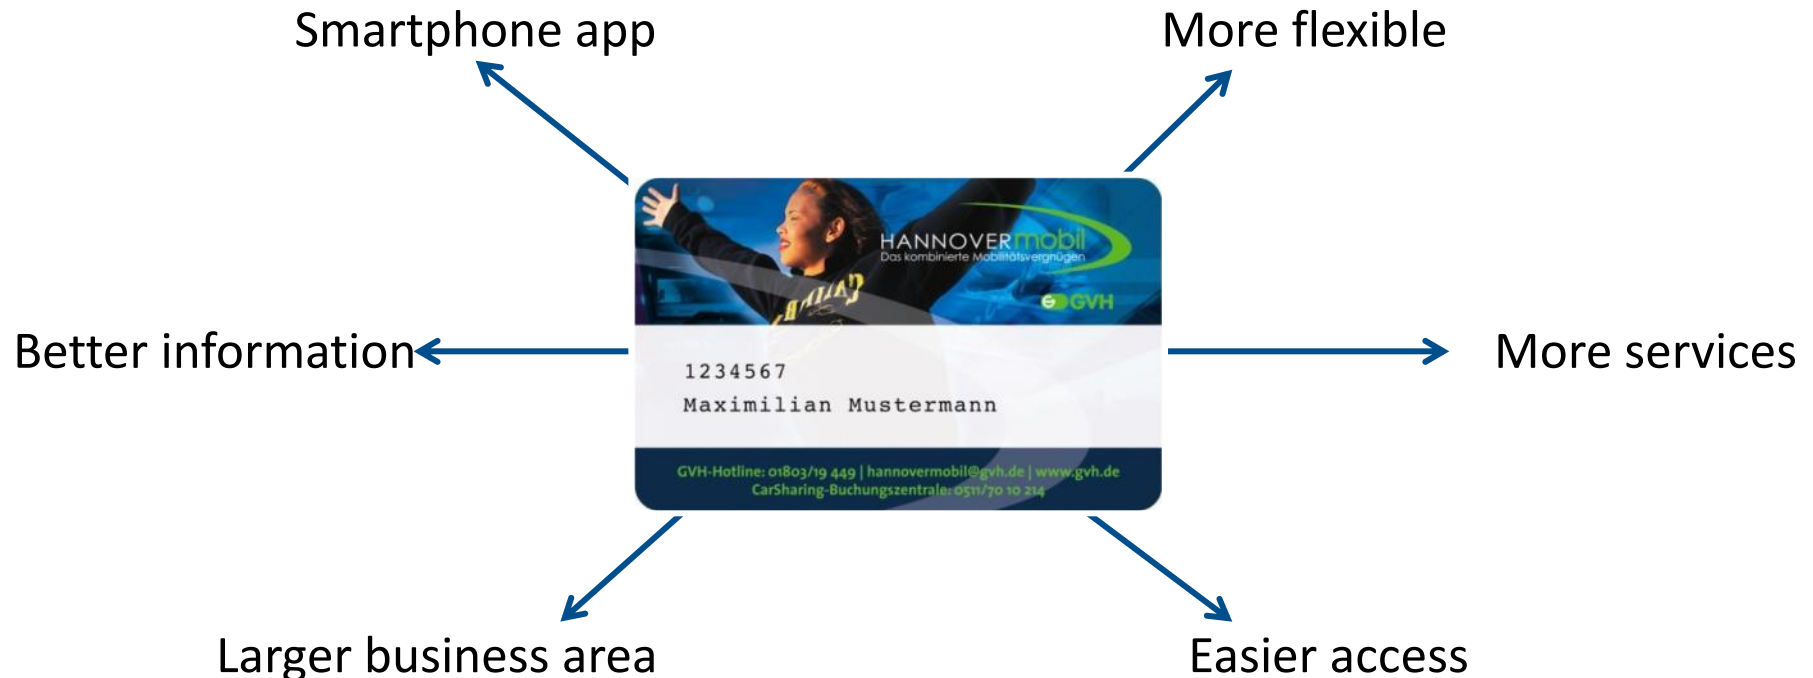 Smartphone app
More flexible
HANNOVERmobil
Das kombinierte Mobilitätsvergnügen
GVH
Better information
More services
1234567
Maximilian Mustermann
GVH-Hotline: 01803/19 449 | hannovermobil@gvh.de | www.gvh.de
CarSharing-Buchungszentrale: 0511/70 10 214
Larger business area
Easier access